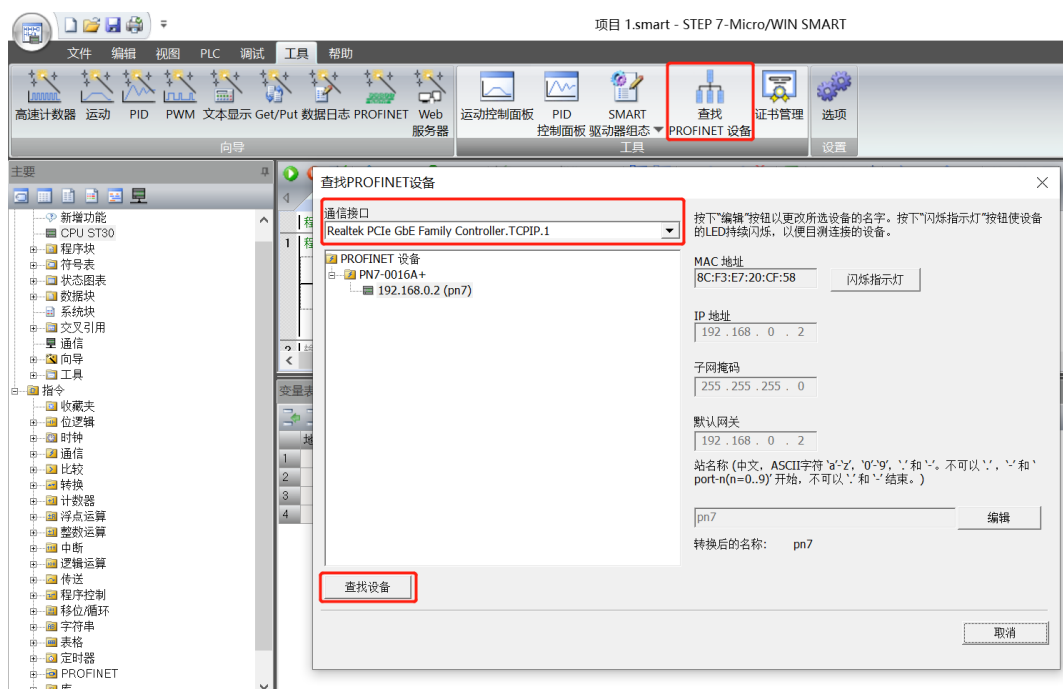 项目 1.smart - STEP 7-Micro/WIN SMART
文件 编辑 视图 PLC 调试 工具 帮助
高速计数器 运动 PID PWM 文本显示 Get/Put 数据日志 PROFINET Web 服务器
向导
运动控制面板 PID 控制面板 SMART 驱动器组态 查找 PROFINET 设备 证书管理
工具
选项
设置
主要
新增功能
CPU ST30
程序块
符号表
状态图表
数据块
系统块
交叉引用
通信
向导
工具
指令
收藏夹
位逻辑
时钟
通信
比较
转换
计数器
浮点运算
整数运算
中断
逻辑运算
传送
程序控制
移位/循环
字符串
表格
定时器
PROFINET
库
程
1 程
变量表
地
1
2
3
4
查找PROFINET设备
通信接口
Realtek PCIe GbE Family Controller.TCPIP.1
PROFINET 设备
PN7-0016A+
192.168.0.2 (pn7)
查找设备
按下"编辑"按钮以更改所选设备的名字。按下"闪烁指示灯"按钮使设备
的LED持续闪烁，以便目测连接的设备。
MAC 地址
8C:F3:E7:20:CF:58
闪烁指示灯
IP 地址
192 . 168 . 0 . 2
子网掩码
255 . 255 . 255 . 0
默认网关
192 . 168 . 0 . 2
站名称 (中文，ASCII字符 'a'-'z', '0'-'9', '.' 和 '-'。不可以 '.'，'-' 和 '
port-n(n=0..9)' 开始，不可以 '.' 和 '-' 结束。)
pn7
编辑
转换后的名称: pn7
取消